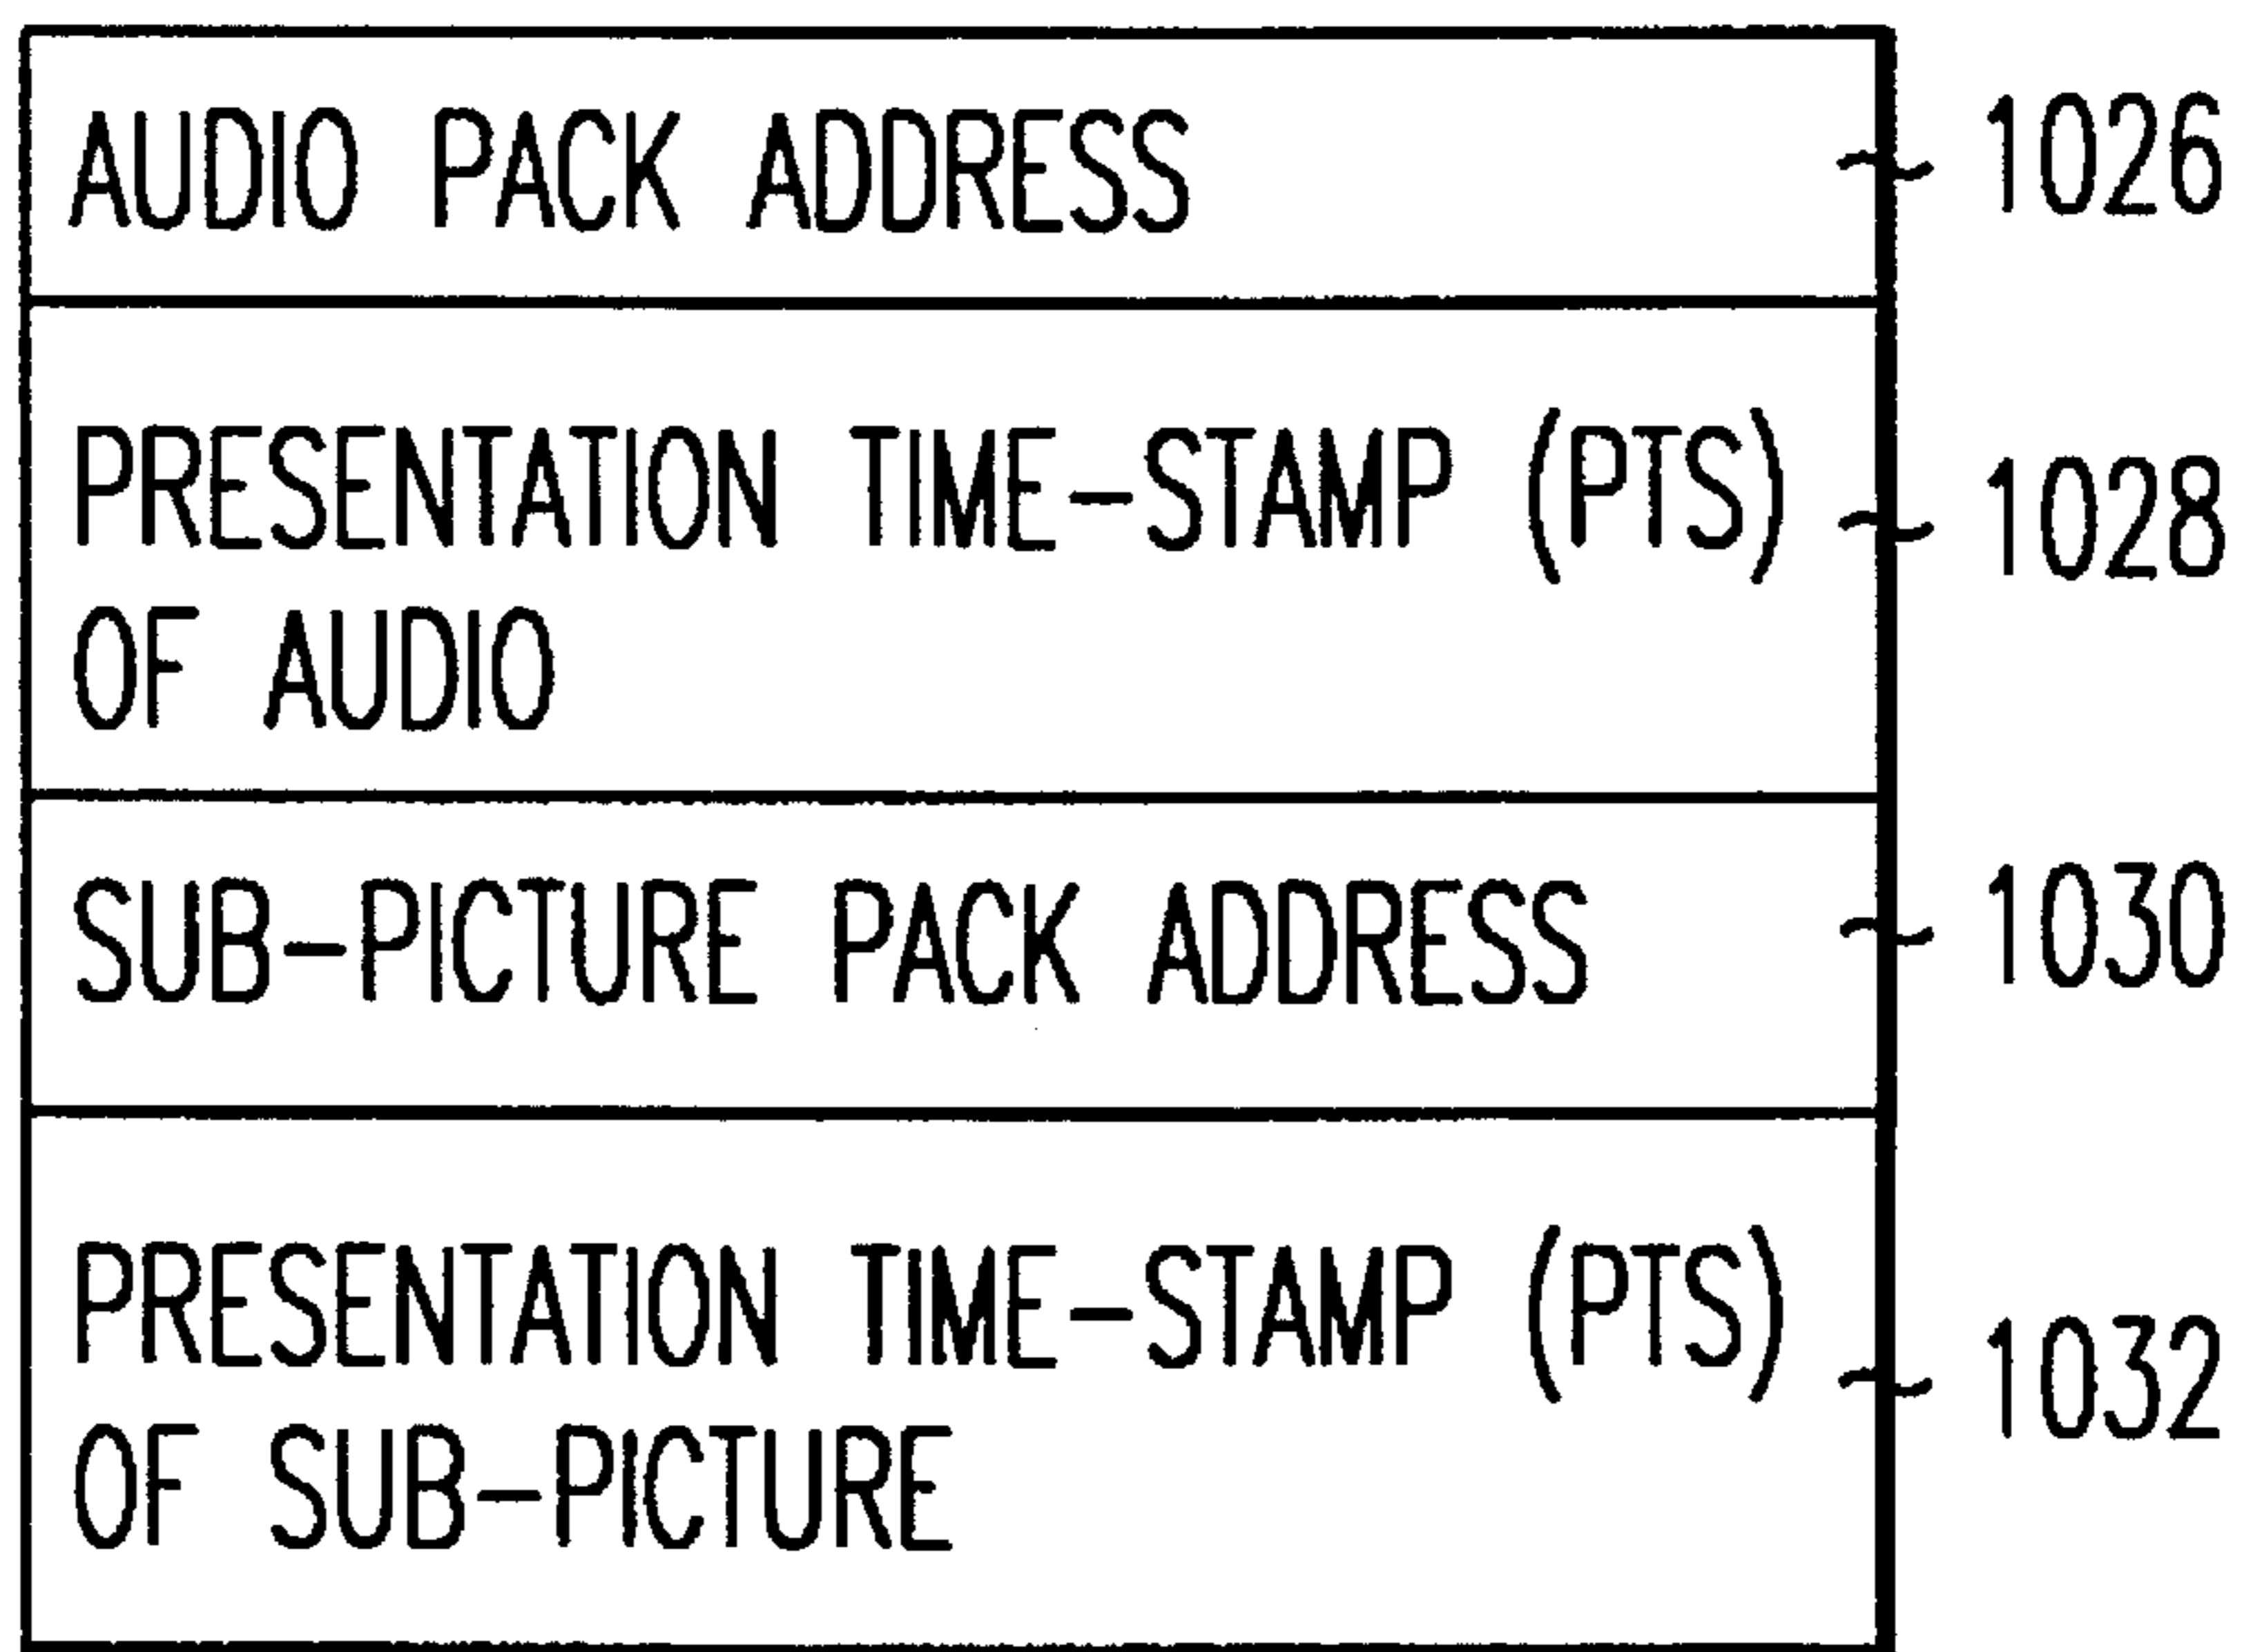 AUDIO PACK ADDRESS 1026
PRESENTATION TIME-STAMP (PTS) 1028
OF AUDIO
SUB-PICTURE PACK ADDRESS 1030
PRESENTATION TIME-STAMP (PTS) 1032
OF SUB-PICTURE